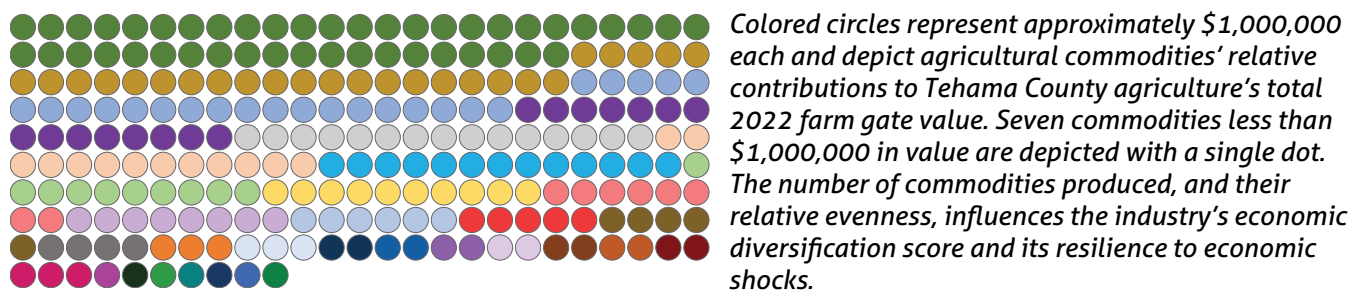 Colored circles represent approximately $1,000,000
each and depict agricultural commodities’ relative
contributions to Tehama County agriculture’s total
2022 farm gate value. Seven commodities less than
$1,000,000 in value are depicted with a single dot.
The number of commodities produced, and their
relative evenness, influences the industry’s economic
diversification score and its resilience to economic
shocks.